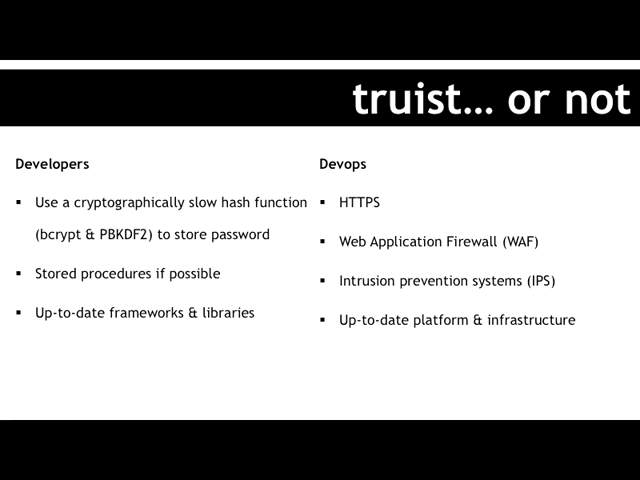 truist... or not
Developers
▪ Use a cryptographically slow hash function
(bcrypt & PBKDF2) to store password
▪ Stored procedures if possible
▪ Up-to-date frameworks & libraries
Devops
▪ HTTPS
▪ Web Application Firewall (WAF)
▪ Intrusion prevention systems (IPS)
▪ Up-to-date platform & infrastructure